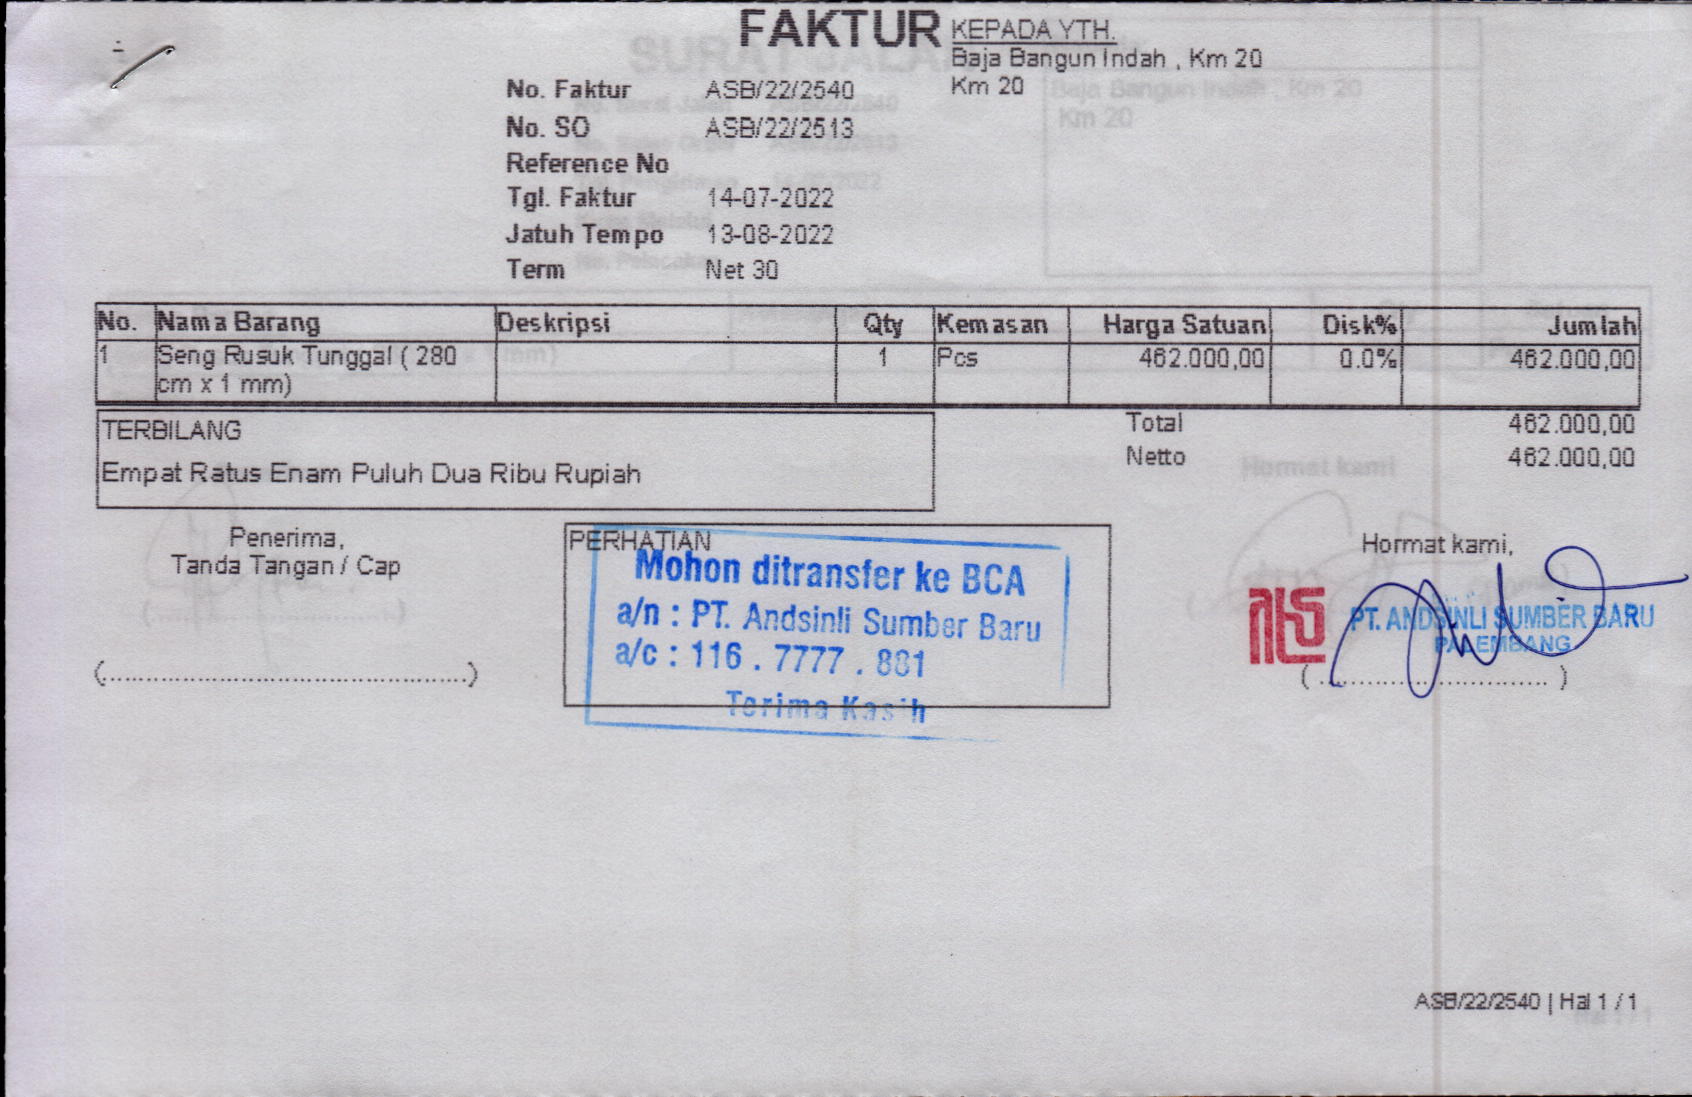 FAKTUR
KEPADA YTH.
Baja Bangun Indah , Km 20
Km 20
No. Faktur ASB/22/2540
No. SO ASB/22/2513
Reference No
Tgl. Faktur 14-07-2022
Jatuh Tempo 13-08-2022
Term Net 30
No. Nama Barang Deskripsi Qty Kemasan Harga Satuan Disk% Jumlah
1 Seng Rusuk Tunggal ( 280 1 Pcs 462.000,00 0.0% 462.000,00
cm x 1 mm)
TERBILANG
Empat Ratus Enam Puluh Dua Ribu Rupiah
Total 462.000,00
Netto 462.000,00
Penerima,
Tanda Tangan / Cap
(................................................)
PERHATIAN
Mohon ditransfer ke BCA
a/n : PT. Andsinli Sumber Baru
a/c : 116 . 7777 . 881
Terima Kasih
Hormat kami,
PT. ANDSINLI SUMBER BARU
PALEMBANG
( .............................. )
ASB/22/2540 | Hal 1 / 1